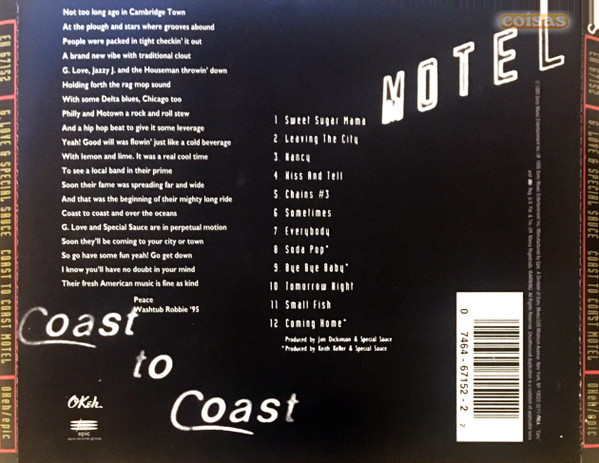 Not too long ago in Cambridge Town
At the plough and stars where grooves abound
People were packed in tight checkin' it out
A brand new vibe with traditional clout
G. Love, Jazzy J. and the Houseman throwin' down
Holding forth the rag mop sound
With some Delta blues, Chicago too
Philly and Motown a rock and roll stew
And a hip hop beat to give it some leverage
Yeah! Good will was flowin' just like a cold beverage
With lemon and lime. It was a real cool time
To see a local band in their prime
Soon their fame was spreading far and wide
And that was the beginning of their mighty long ride
Coast to coast and over the oceans
G. Love and Special Sauce are in perpetual motion
Soon they'll be coming to your city or town
So go have some fun yeah! Go get down
I know you'll have no doubt in your mind
Their fresh American music is fine as kind
Peace
Washtub Robbie '95
Coast
to
Coast
MOTEL
1 Sweet Sugar Mama
2 Leaving The City
3 Nancy
4 Kiss And Tell
5 Chains #3
6 Sometimes
7 Everybody
8 Soda Pop*
9 Bye Bye Baby*
10 Tomorrow Night
11 Small Fish
12 Coming Home*
Produced by Jim Dickinson & Special Sauce
*Produced by Keith Keller & Special Sauce
OKeh
epic
epic records group
0 7464-67152-2 2
EK 67152
G. LOVE & SPECIAL SAUCE
COAST TO COAST MOTEL
OKeh/epic
EK 67152
G. LOVE & SPECIAL SAUCE
COAST TO COAST MOTEL
OKeh/epic
coisas